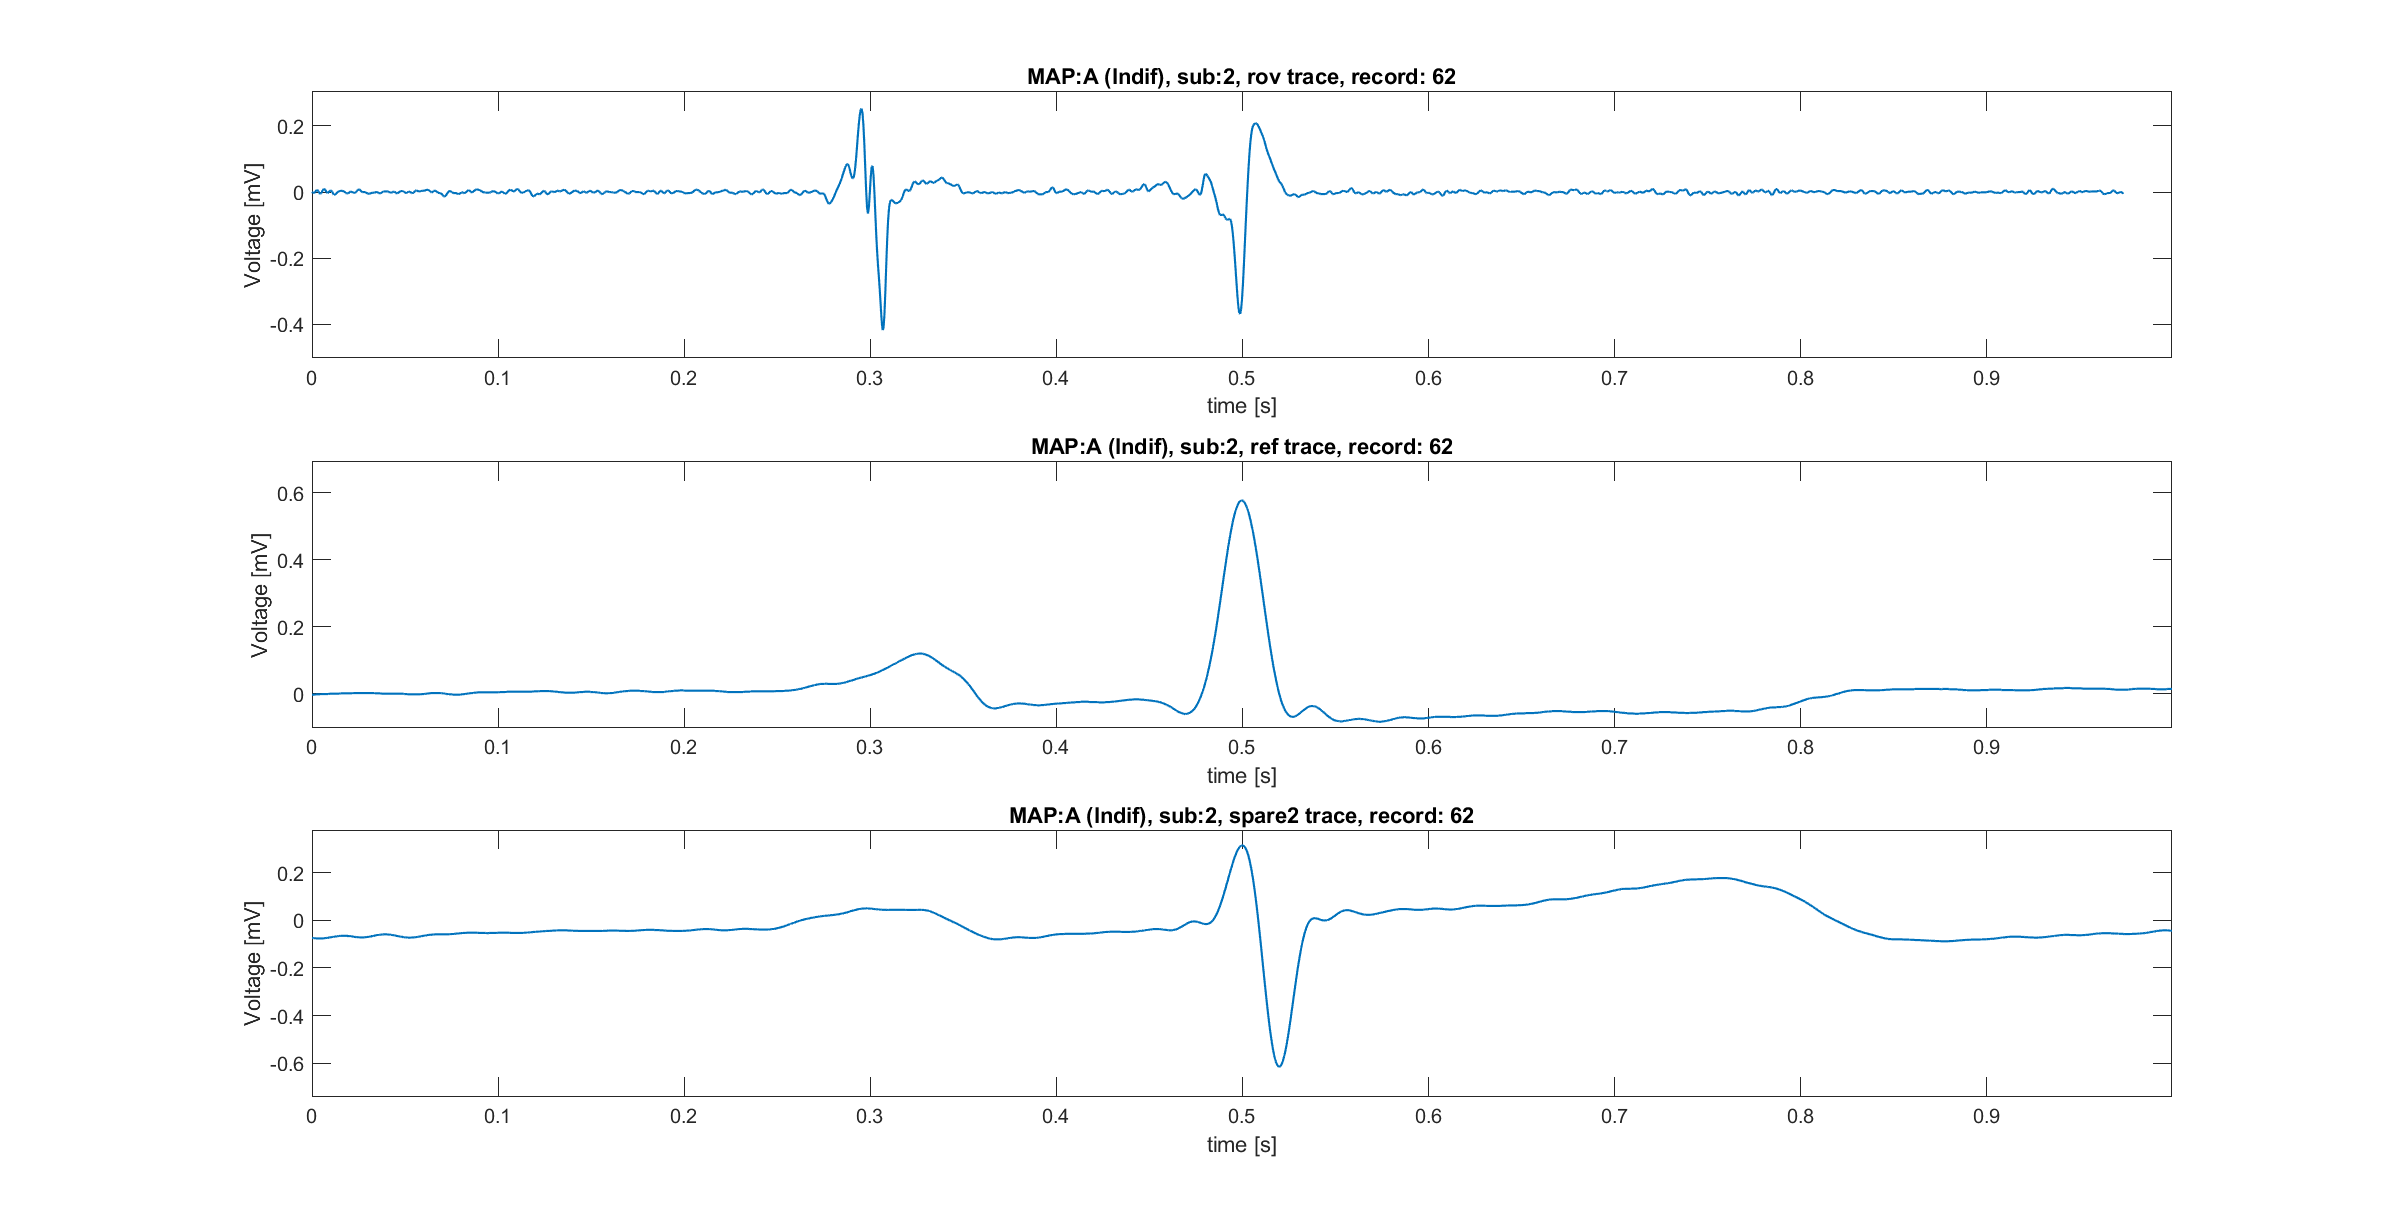 MAP:A (Indif), sub:2, rov trace, record: 62
Voltage [mV]
0.2
0
-0.2
-0.4
0 0.1 0.2 0.3 0.4 0.5 0.6 0.7 0.8 0.9
time [s]
MAP:A (Indif), sub:2, ref trace, record: 62
Voltage [mV]
0.6
0.4
0.2
0
0 0.1 0.2 0.3 0.4 0.5 0.6 0.7 0.8 0.9
time [s]
MAP:A (Indif), sub:2, spare2 trace, record: 62
Voltage [mV]
0.2
0
-0.2
-0.4
-0.6
0 0.1 0.2 0.3 0.4 0.5 0.6 0.7 0.8 0.9
time [s]